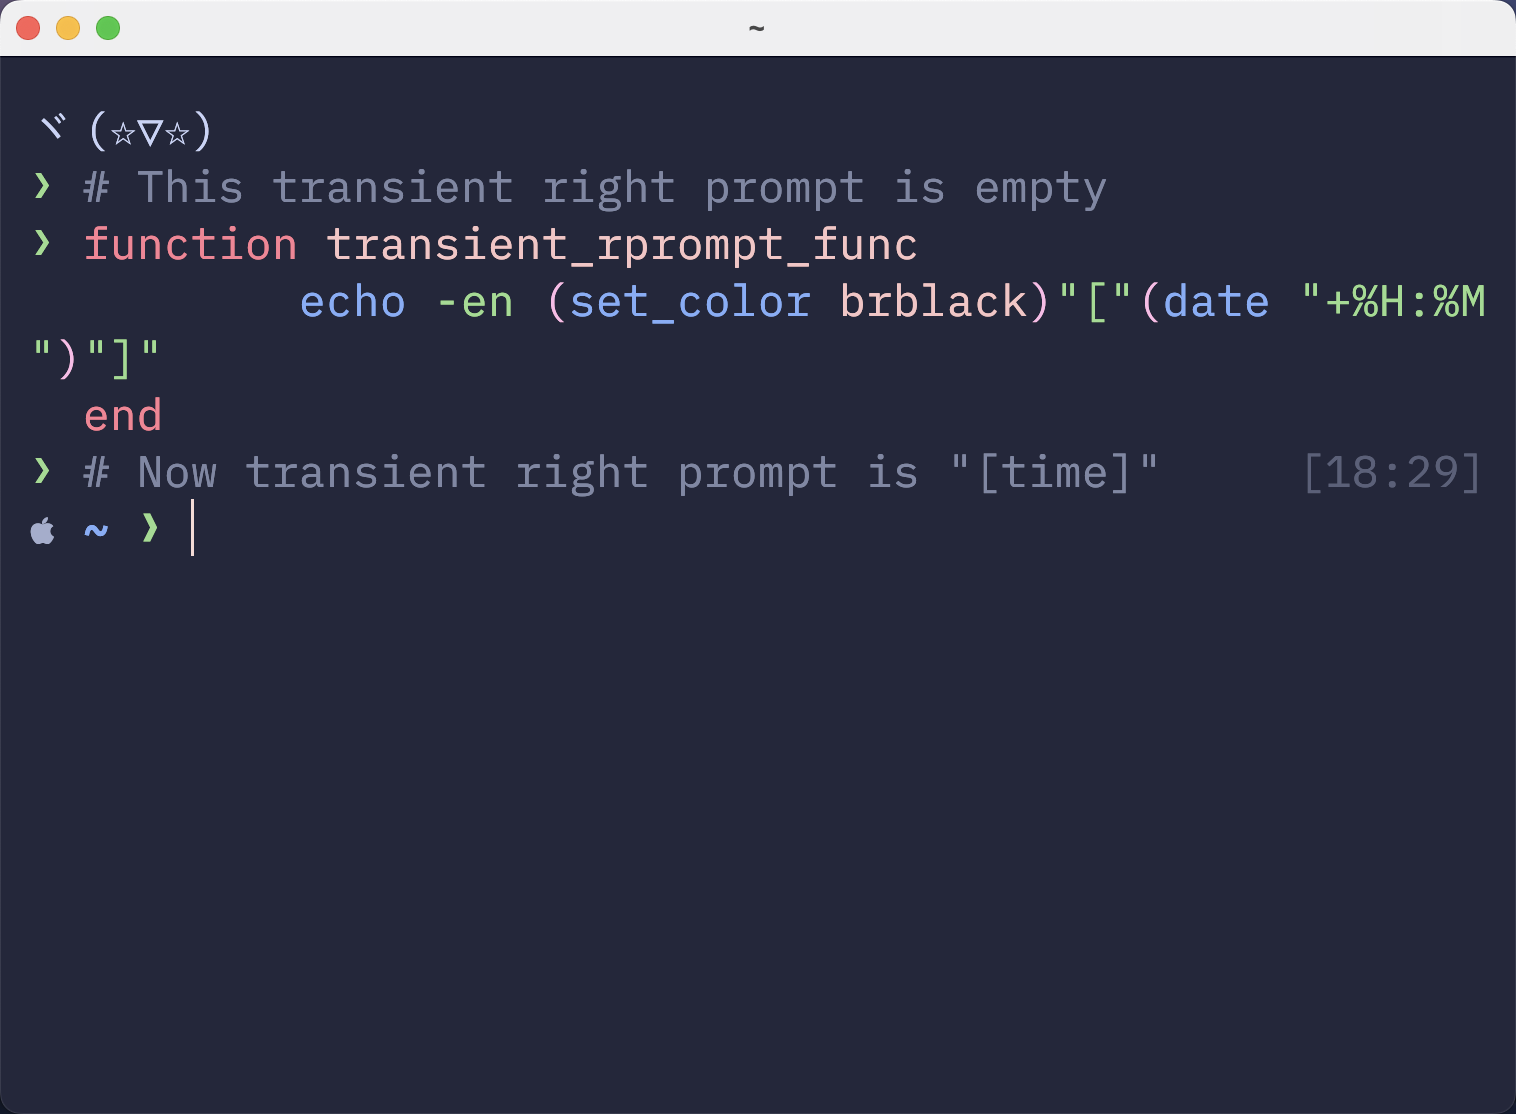 ~
ヾ(☆▽☆)
❯ # This transient right prompt is empty
❯ function transient_rprompt_func
echo -en (set_color brblack)"["(date "+%H:%M
")"]"
end
❯ # Now transient right prompt is "[time]" [18:29]
 ~ ❯